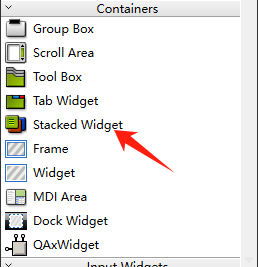 Containers
Group Box
Scroll Area
Tool Box
Tab Widget
Stacked Widget
Frame
Widget
MDI Area
Dock Widget
QAxWidget
Input Widgets